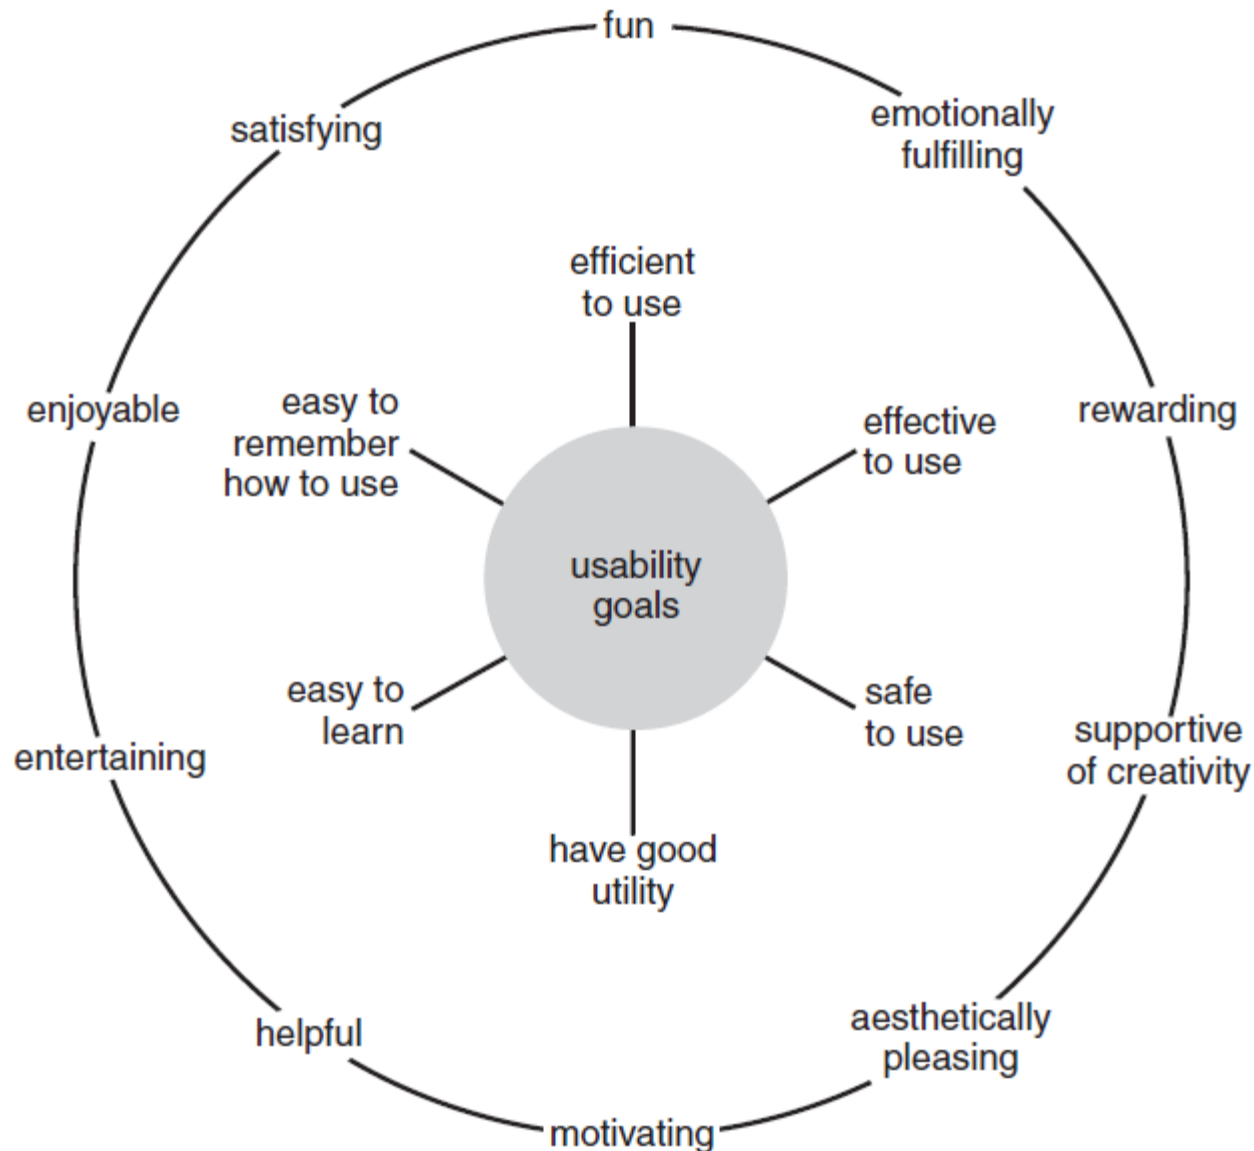 fun
satisfying
emotionally
fulfilling
efficient
to use
enjoyable
easy to
remember
how to use
effective
to use
rewarding
usability
goals
easy to
learn
safe
to use
entertaining
supportive
of creativity
have good
utility
helpful
aesthetically
pleasing
motivating